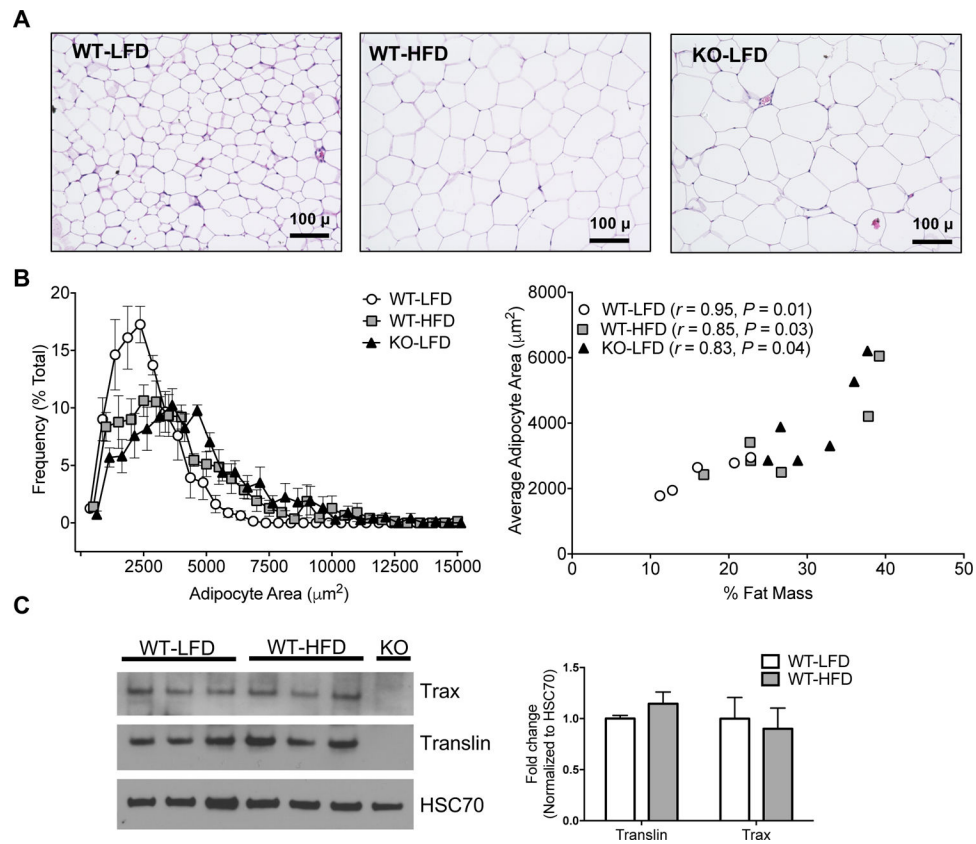 A
WT-LFD
WT-HFD
KO-LFD
100 µ
100 µ
100 µ
B
20
15
10
5
0
Frequency (% Total)
2500
5000
7500
10000
12500
15000
Adipocyte Area (µm²)
WT-LFD
WT-HFD
KO-LFD
8000
6000
4000
2000
0
Average Adipocyte Area (µm²)
WT-LFD (r = 0.95, P = 0.01)
WT-HFD (r = 0.85, P = 0.03)
KO-LFD (r = 0.83, P = 0.04)
0
10
20
30
40
50
% Fat Mass
C
WT-LFD
WT-HFD
KO
Trax
Translin
HSC70
Fold change
(Normalized to HSC70)
1.5
1.0
0.5
0.0
WT-LFD
WT-HFD
Translin
Trax